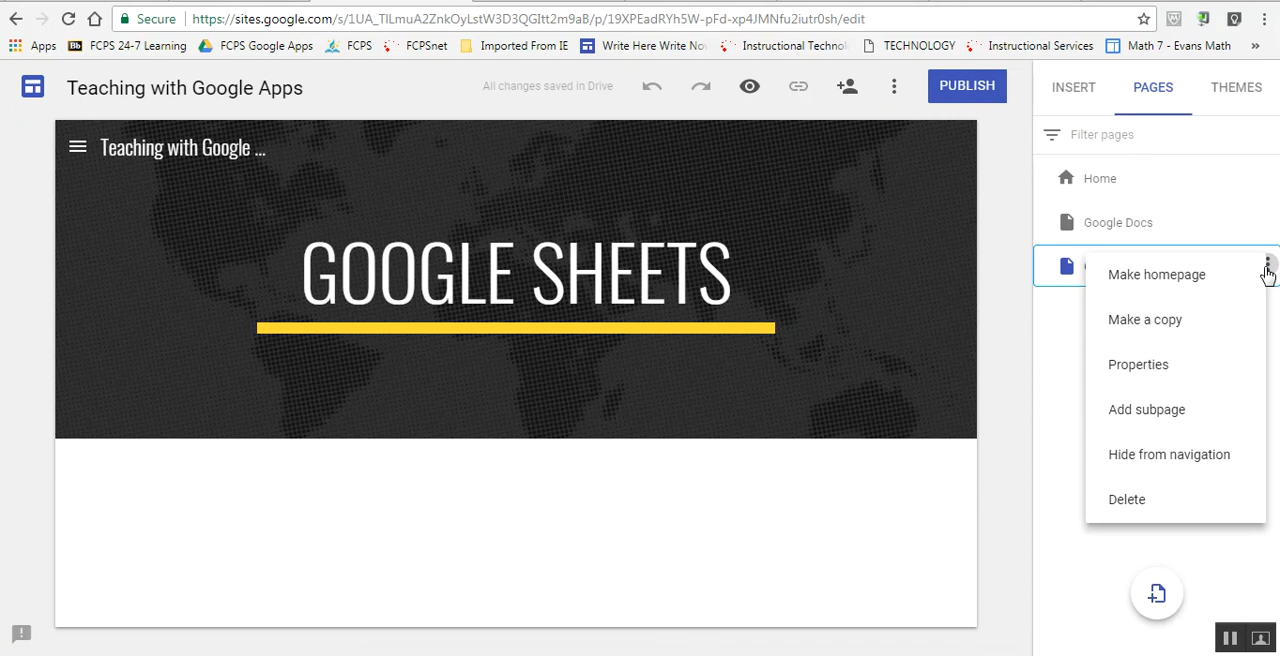 Secure https://sites.google.com/s/1UA_TlLmuA2ZnkOyLstW3D3QGItt2m9aB/p/19XPEadRYh5W-pFd-xp4JMNfu2iutr0sh/edit
Apps Bb FCPS 24-7 Learning FCPS Google Apps FCPS FCPSnet Imported From IE Write Here Write No Instructional Technol TECHNOLOGY Instructional Services Math 7 - Evans Math »
Teaching with Google Apps All changes saved in Drive PUBLISH INSERT PAGES THEMES
Filter pages
Teaching with Google ...
Home
Google Docs
GOOGLE SHEETS
Make homepage
Make a copy
Properties
Add subpage
Hide from navigation
Delete